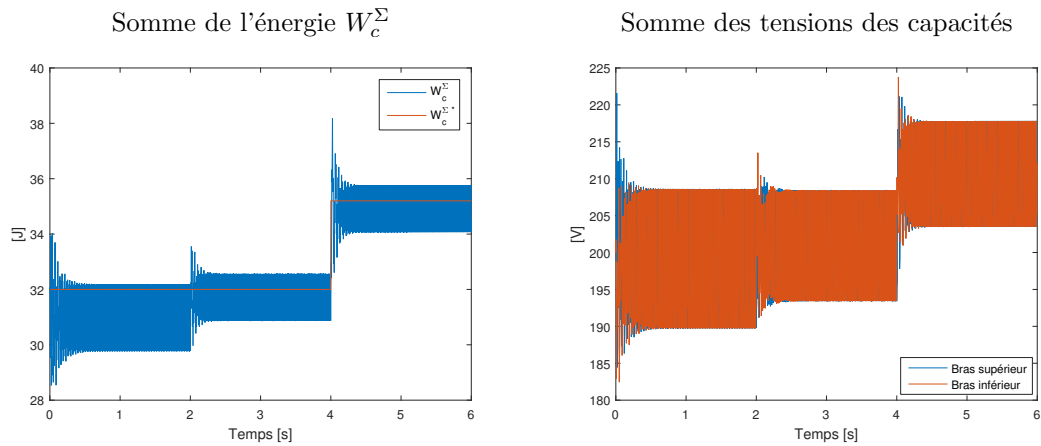 Somme de l'énergie W_c^Σ
40
38
36
34
32
30
28
[J]
0 1 2 3 4 5 6
Temps [s]
W_c^Σ
W_c^Σ*
Somme des tensions des capacités
225
220
215
210
205
200
195
190
185
180
[V]
0 1 2 3 4 5 6
Temps [s]
Bras supérieur
Bras inférieur